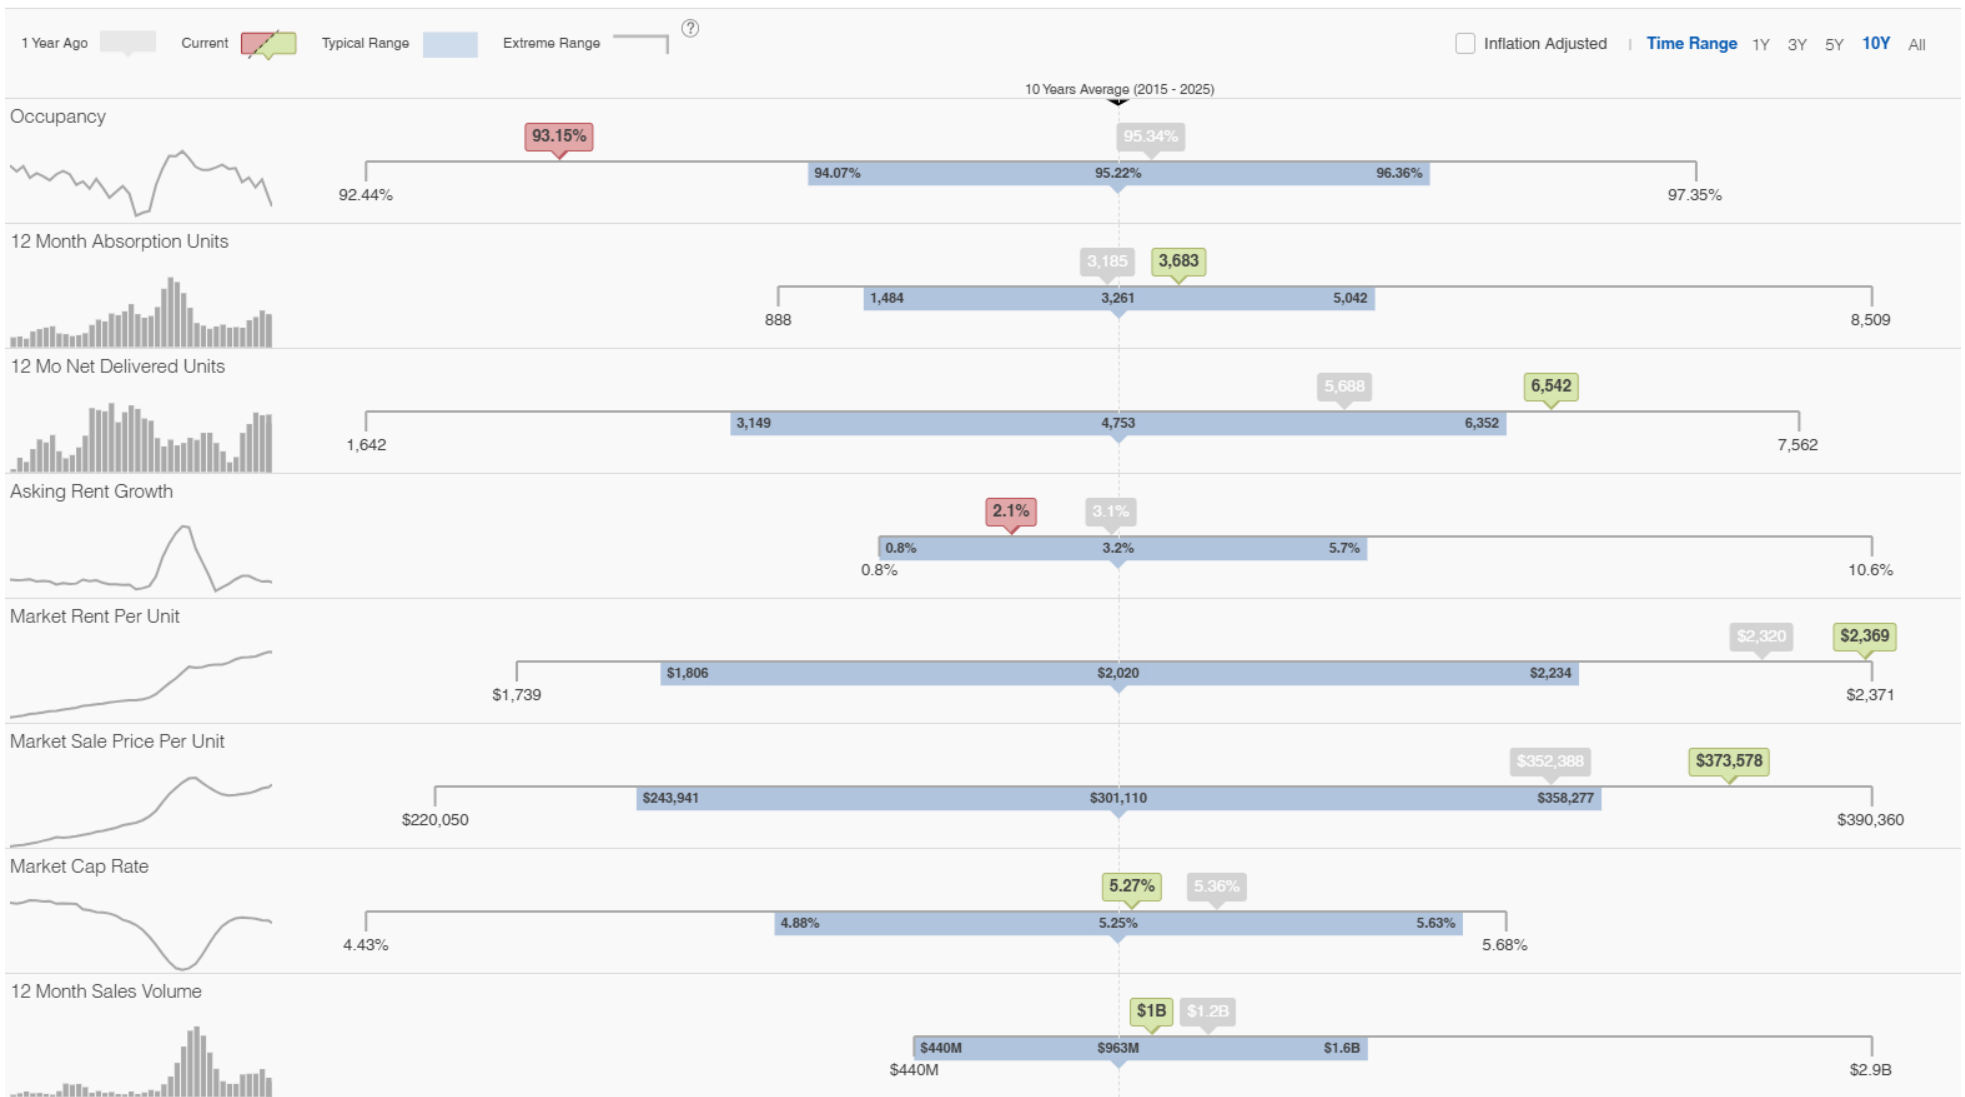 1 Year Ago Current Typical Range Extreme Range ? Inflation Adjusted | Time Range 1Y 3Y 5Y 10Y All
10 Years Average (2015 - 2025)
Occupancy
93.15% 95.34%
94.07% 95.22% 96.36%
92.44% 97.35%
12 Month Absorption Units
3,185 3,683
1,484 3,261 5,042
888 8,509
12 Mo Net Delivered Units
5,688 6,542
3,149 4,753 6,352
1,642 7,562
Asking Rent Growth
2.1% 3.1%
0.8% 3.2% 5.7%
0.8% 10.6%
Market Rent Per Unit
$2,320 $2,369
$1,806 $2,020 $2,234
$1,739 $2,371
Market Sale Price Per Unit
$352,388 $373,578
$243,941 $301,110 $358,277
$220,050 $390,360
Market Cap Rate
5.27% 5.36%
4.88% 5.25% 5.63%
4.43% 5.68%
12 Month Sales Volume
$1B $1.2B
$440M $963M $1.6B
$440M $2.9B